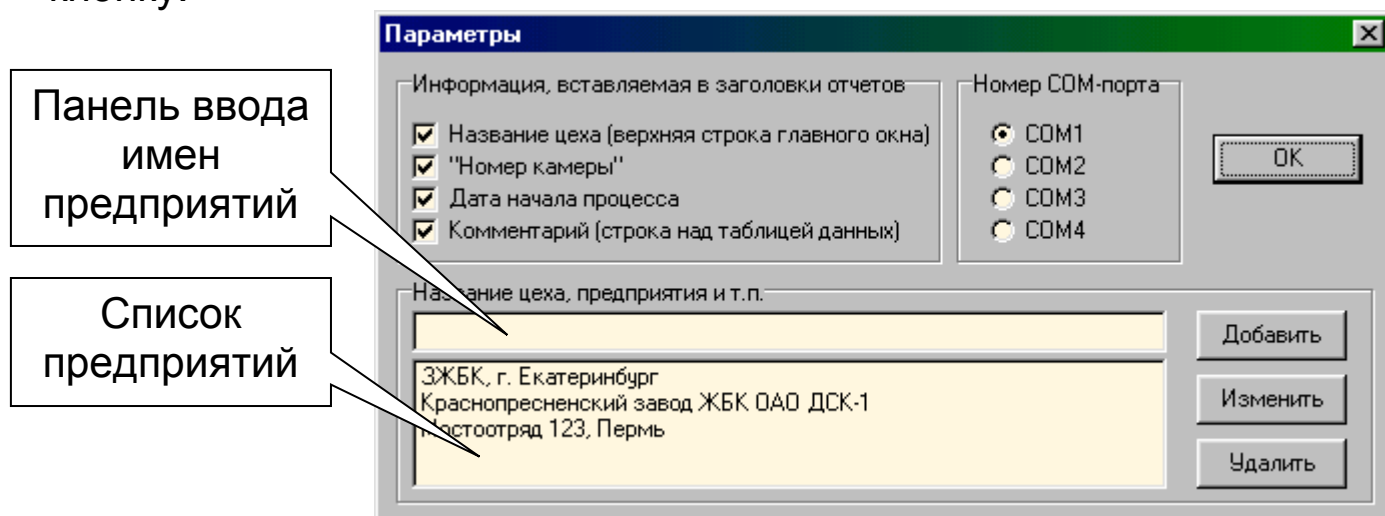 кнопку.
Параметры
Информация, вставляемая в заголовки отчетов
Название цеха (верхняя строка главного окна)
"Номер камеры"
Дата начала процесса
Комментарий (строка над таблицей данных)
Номер COM-порта
COM1
COM2
COM3
COM4
OK
Панель ввода
имен
предприятий
Список
предприятий
Название цеха, предприятия и т.п.
Добавить
ЗЖБК, г. Екатеринбург
Краснопресненский завод ЖБК ОАО ДСК-1
Мостоотряд 123, Пермь
Изменить
Удалить